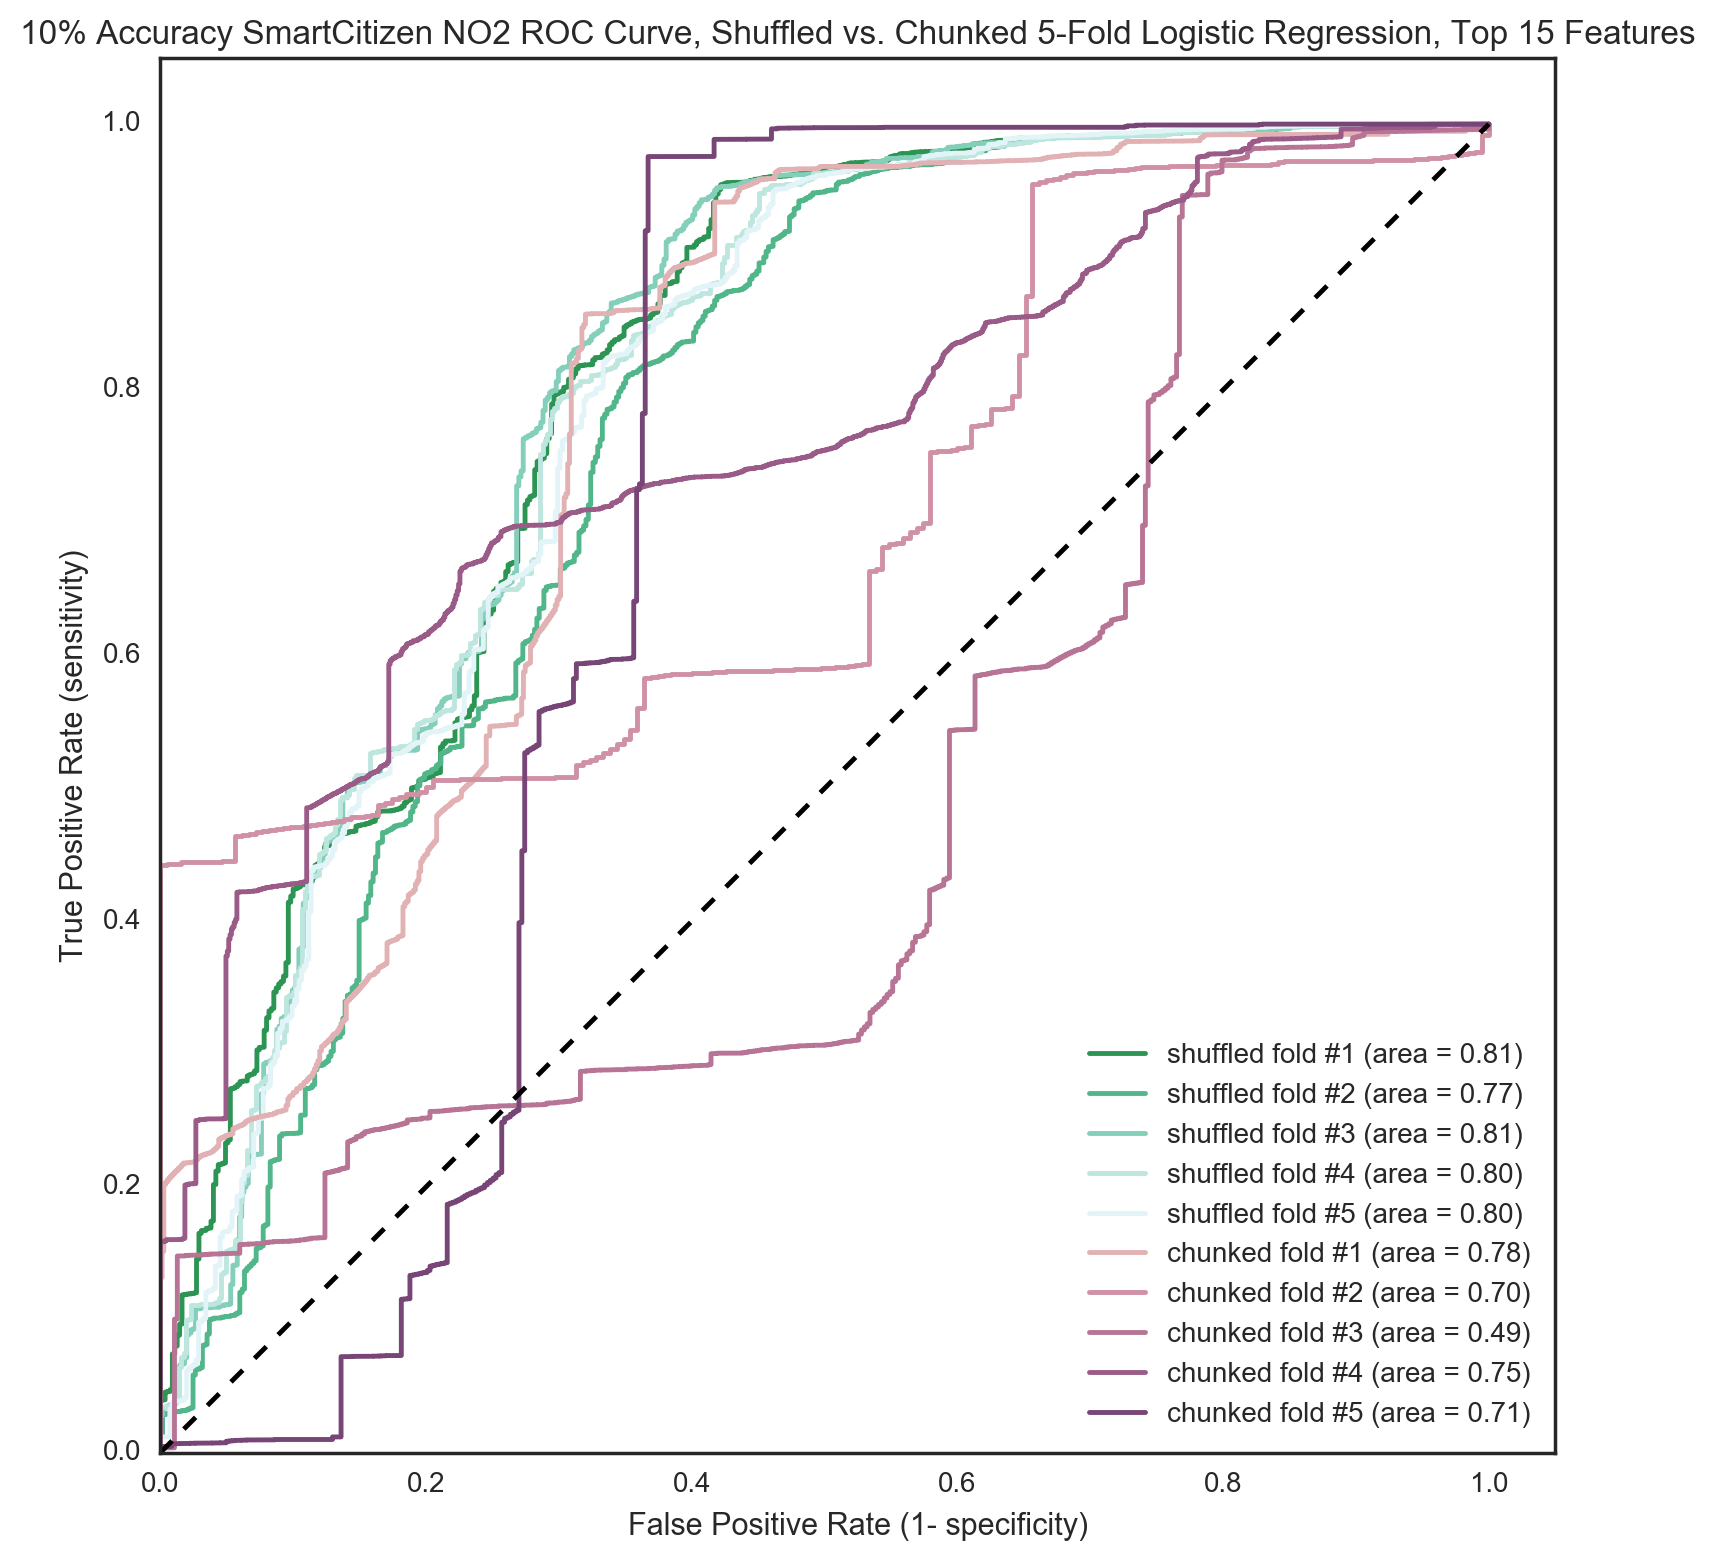 10% Accuracy SmartCitizen NO2 ROC Curve, Shuffled vs. Chunked 5-Fold Logistic Regression, Top 15 Features
True Positive Rate (sensitivity)
1.0
0.8
0.6
0.4
0.2
0.0
shuffled fold #1 (area = 0.81)
shuffled fold #2 (area = 0.77)
shuffled fold #3 (area = 0.81)
shuffled fold #4 (area = 0.80)
shuffled fold #5 (area = 0.80)
chunked fold #1 (area = 0.78)
chunked fold #2 (area = 0.70)
chunked fold #3 (area = 0.49)
chunked fold #4 (area = 0.75)
chunked fold #5 (area = 0.71)
0.0 0.2 0.4 0.6 0.8 1.0
False Positive Rate (1- specificity)